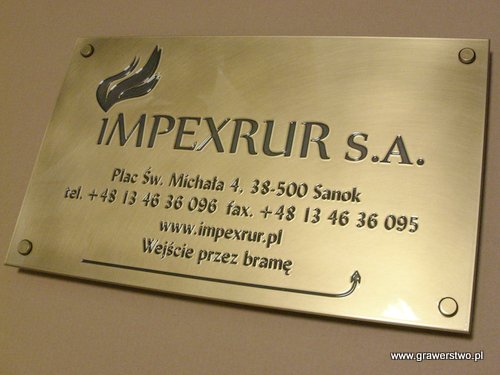 IMPEXRUR S.A.
Plac Św. Michała 4, 38-500 Sanok
tel. +48 13 46 36 096 fax. +48 13 46 36 095
www.impexrur.pl
Wejście przez bramę
www.grawerstwo.pl